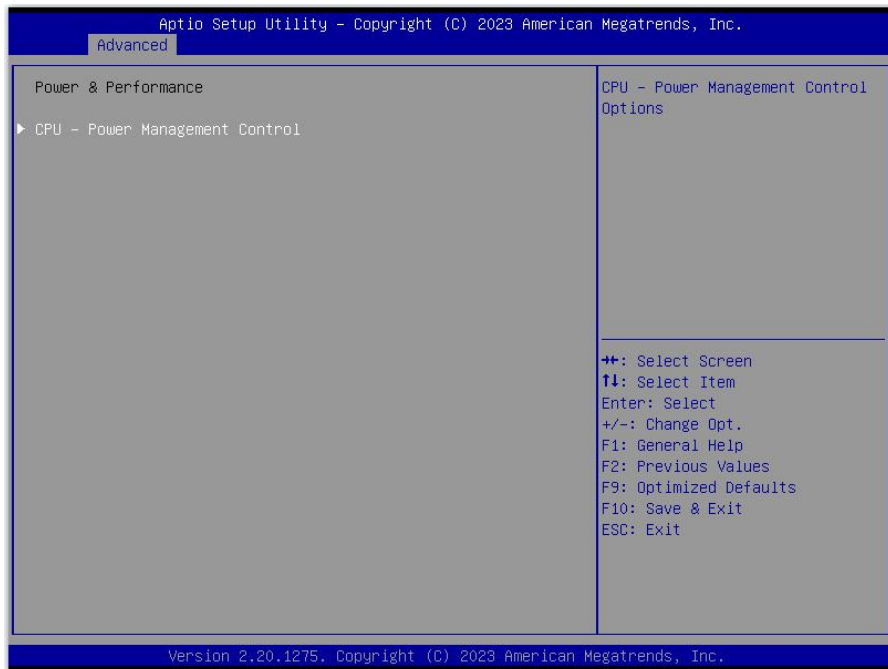 Aptio Setup Utility – Copyright (C) 2023 American Megatrends, Inc.
Advanced
Power & Performance
▶ CPU – Power Management Control
CPU – Power Management Control
Options
→←: Select Screen
↑↓: Select Item
Enter: Select
+/-: Change Opt.
F1: General Help
F2: Previous Values
F9: Optimized Defaults
F10: Save & Exit
ESC: Exit
Version 2.20.1275. Copyright (C) 2023 American Megatrends, Inc.